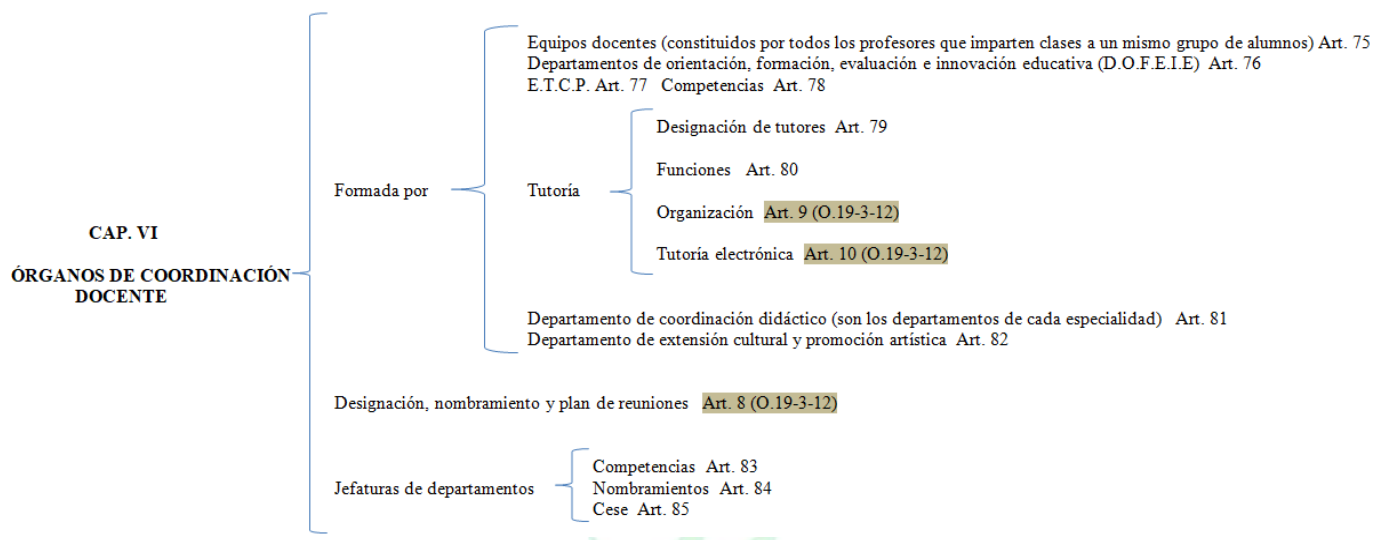 CAP. VI
ÓRGANOS DE COORDINACIÓN
DOCENTE
Formada por
Equipos docentes (constituidos por todos los profesores que imparten clases a un mismo grupo de alumnos) Art. 75
Departamentos de orientación, formación, evaluación e innovación educativa (D.O.F.E.I.E) Art. 76
E.T.C.P. Art. 77 Competencias Art. 78
Tutoría
Designación de tutores Art. 79
Funciones Art. 80
Organización Art. 9 (O.19-3-12)
Tutoría electrónica Art. 10 (O.19-3-12)
Departamento de coordinación didáctico (son los departamentos de cada especialidad) Art. 81
Departamento de extensión cultural y promoción artística Art. 82
Designación, nombramiento y plan de reuniones Art. 8 (O.19-3-12)
Jefaturas de departamentos
Competencias Art. 83
Nombramientos Art. 84
Cese Art. 85